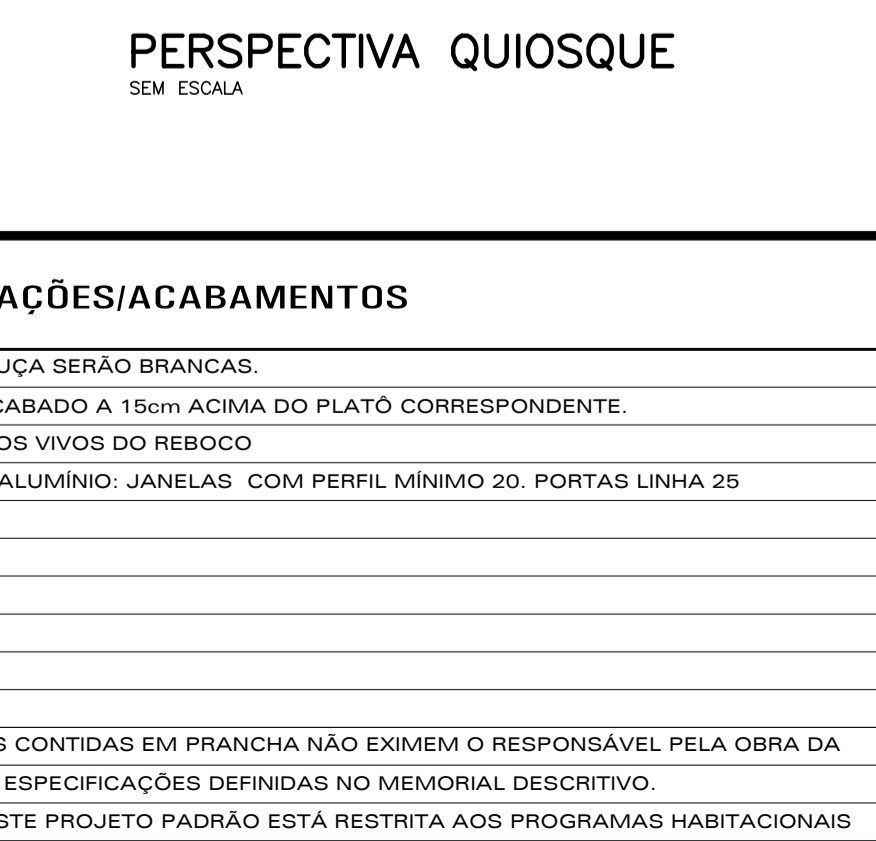 PERSPECTIVA QUIOSQUE
SEM ESCALA
AÇÕES/ACABAMENTOS
UÇA SERÃO BRANCAS.
CABADO A 15cm ACIMA DO PLATÔ CORRESPONDENTE.
OS VIVOS DO REBOCO
ALUMÍNIO: JANELAS COM PERFIL MÍNIMO 20. PORTAS LINHA 25
S CONTIDAS EM PRANCHA NÃO EXIMEM O RESPONSÁVEL PELA OBRA DA
ESPECIFICAÇÕES DEFINIDAS NO MEMORIAL DESCRITIVO.
STE PROJETO PADRÃO ESTÁ RESTRITA AOS PROGRAMAS HABITACIONAIS